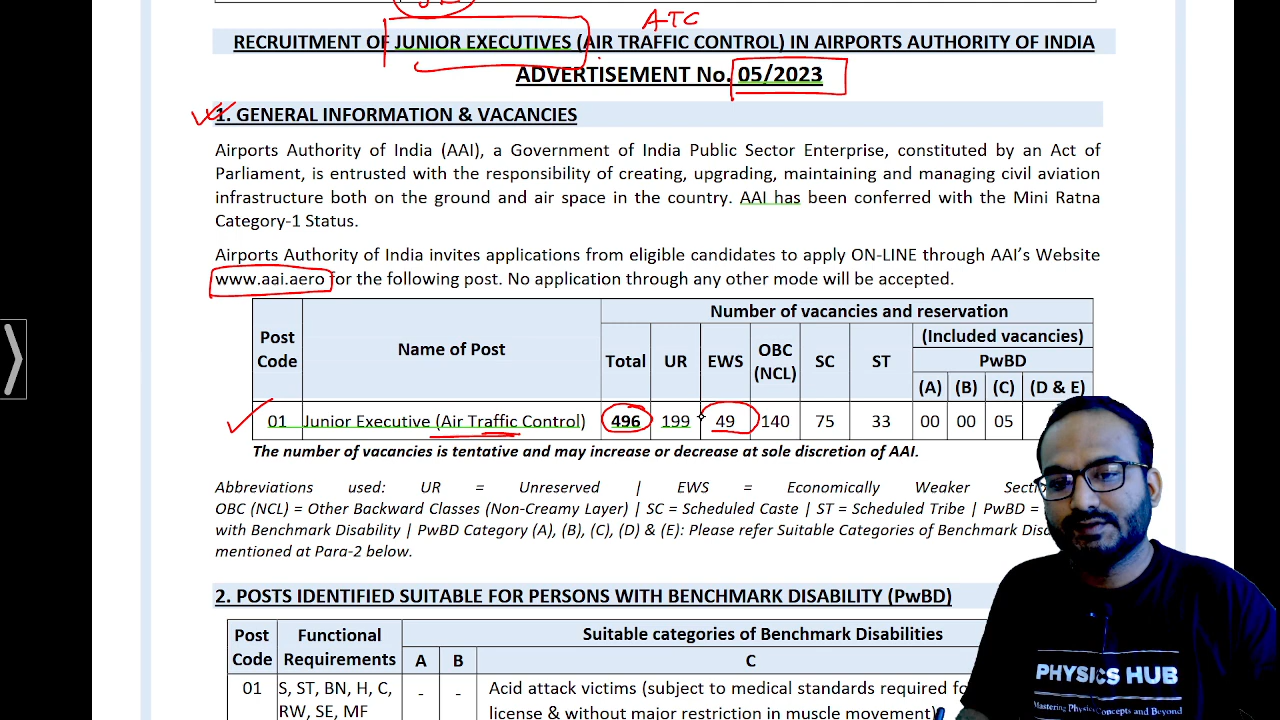 ATC
RECRUITMENT OF JUNIOR EXECUTIVES (AIR TRAFFIC CONTROL) IN AIRPORTS AUTHORITY OF INDIA
ADVERTISEMENT No. 05/2023
1. GENERAL INFORMATION & VACANCIES
Airports Authority of India (AAI), a Government of India Public Sector Enterprise, constituted by an Act of
Parliament, is entrusted with the responsibility of creating, upgrading, maintaining and managing civil aviation
infrastructure both on the ground and air space in the country. AAI has been conferred with the Mini Ratna
Category-1 Status.
Airports Authority of India invites applications from eligible candidates to apply ON-LINE through AAI's Website
www.aai.aero for the following post. No application through any other mode will be accepted.
Post Code Name of Post Number of vacancies and reservation
Total UR EWS OBC (NCL) SC ST (Included vacancies)
PwBD
(A) (B) (C) (D & E)
01 Junior Executive (Air Traffic Control) 496 199 49 140 75 33 00 00 05
The number of vacancies is tentative and may increase or decrease at sole discretion of AAI.
Abbreviations used: UR = Unreserved | EWS = Economically Weaker
OBC (NCL) = Other Backward Classes (Non-Creamy Layer) | SC = Scheduled Caste | ST = Scheduled Tribe | PwBD =
with Benchmark Disability | PwBD Category (A), (B), (C), (D) & (E): Please refer Suitable Categories of Benchmark
mentioned at Para-2 below.
2. POSTS IDENTIFIED SUITABLE FOR PERSONS WITH BENCHMARK DISABILITY (PwBD)
Post Code Functional Requirements Suitable categories of Benchmark Disabilities
A B C
01 S, ST, BN, H, C, - - Acid attack victims (subject to medical standards required
RW, SE, MF license & without major restriction in muscle movement)
PHYSICS HUB
Mastering Physics Concepts and Beyond